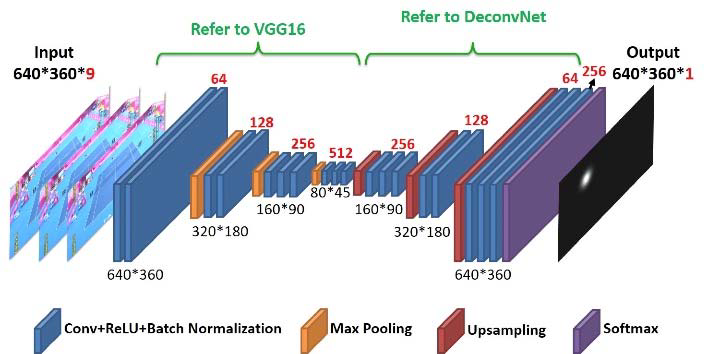 Refer to VGG16
Refer to DeconvNet
Input
640*360*9
Output
640*360*1
64
128
256
512
256
128
64
256
640*360
320*180
160*90
80*45
160*90
320*180
640*360
Conv+ReLU+Batch Normalization
Max Pooling
Upsampling
Softmax